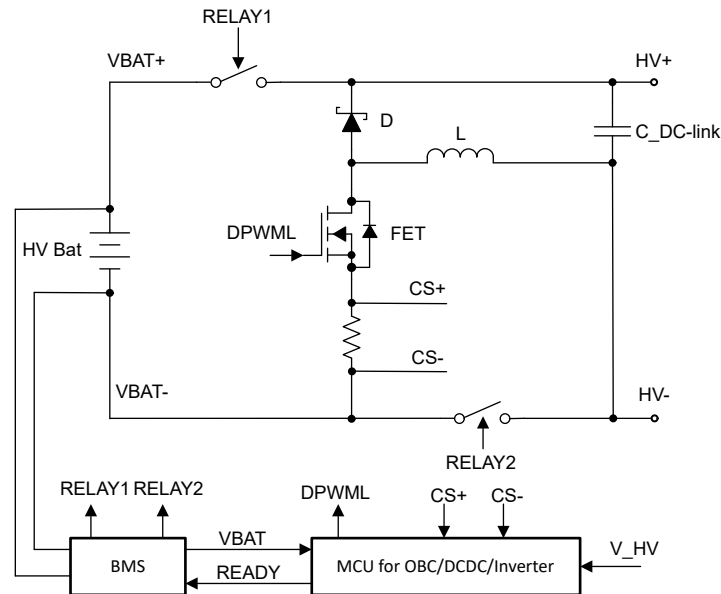 RELAY1
VBAT+
HV+
D
L
C_DC-link
HV Bat
DPWML
FET
CS+
CS-
VBAT-
HV-
RELAY2
RELAY1 RELAY2
DPWML
CS+ CS-
VBAT
V_HV
BMS
MCU for OBC/DCDC/Inverter
READY